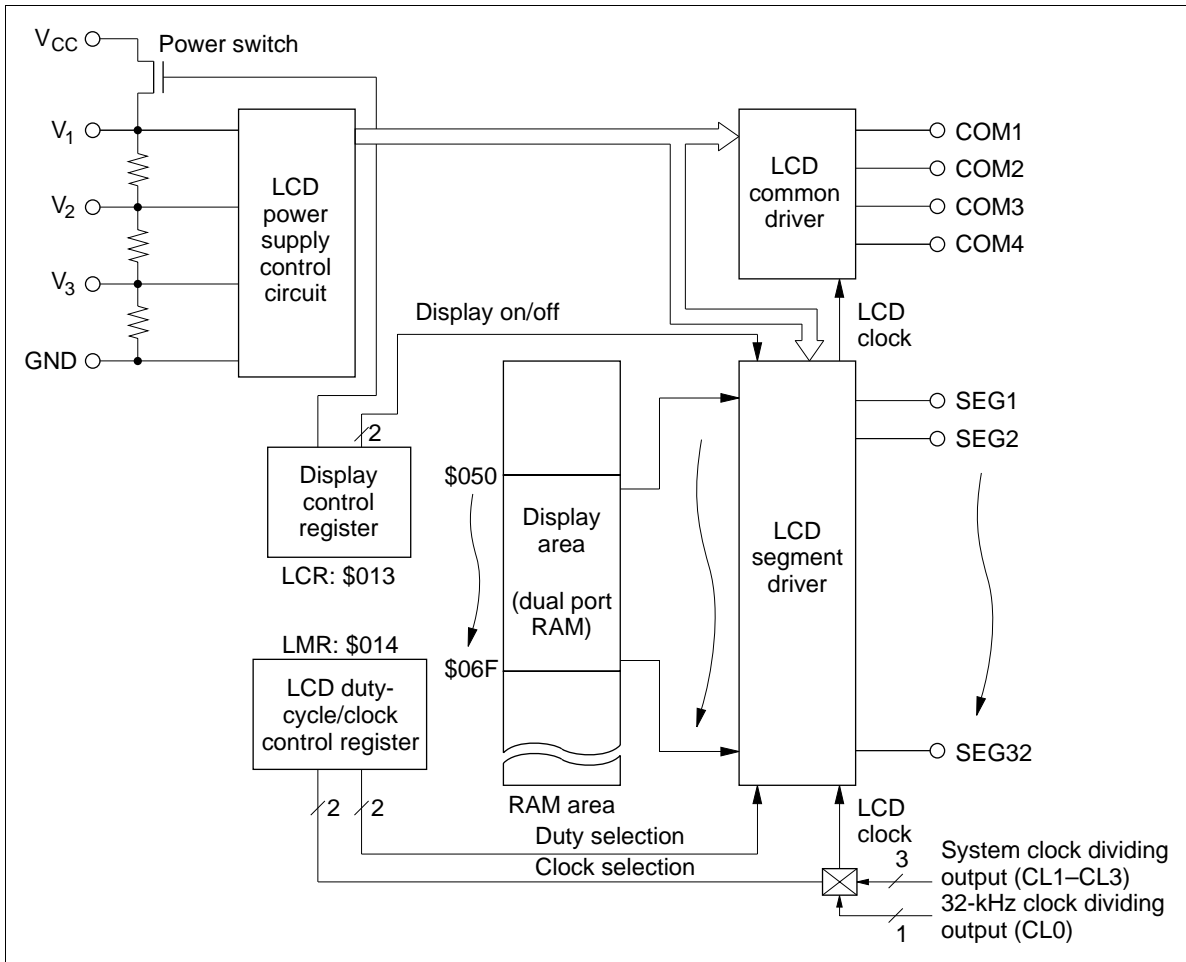 VCC
Power switch
V1
V2
V3
GND
LCD
power
supply
control
circuit
LCD
common
driver
COM1
COM2
COM3
COM4
LCD
clock
Display on/off
2
Display
control
register
LCR: $013
$050
Display
area
(dual port
RAM)
$06F
RAM area
LCD
segment
driver
SEG1
SEG2
SEG32
LMR: $014
LCD duty-
cycle/clock
control register
2
2
Duty selection
Clock selection
LCD
clock
3
System clock dividing
output (CL1–CL3)
32-kHz clock dividing
output (CL0)
1